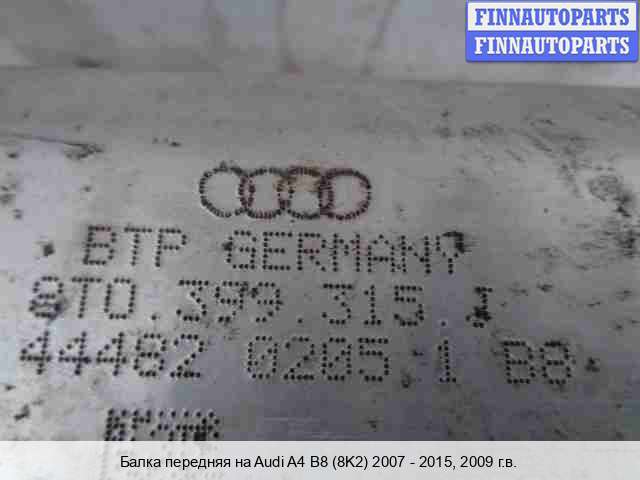 FINNAUTOPARTS
FINNAUTOPARTS
BTP GERMANY
8T0.399.315.J
44482 0205.1 B8
Балка передняя на Audi A4 B8 (8K2) 2007 - 2015, 2009 г.в.